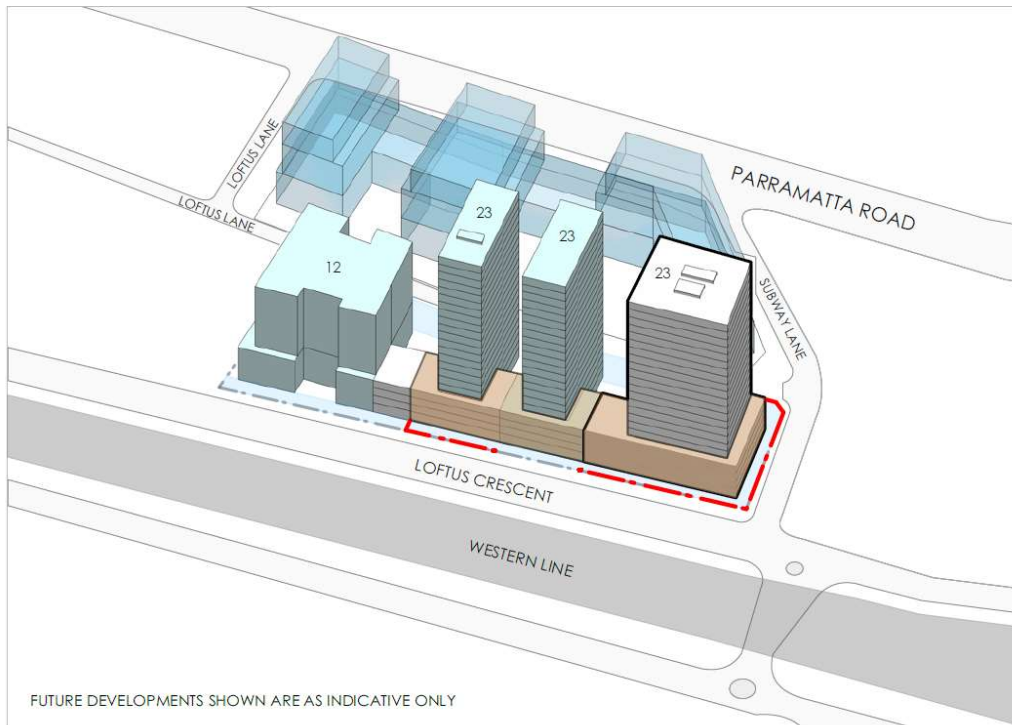 PARRAMATTA ROAD
LOFTUS LANE
LOFTUS LANE
23
23
12
23
SUBWAY LANE
LOFTUS CRESCENT
WESTERN LINE
FUTURE DEVELOPMENTS SHOWN ARE AS INDICATIVE ONLY